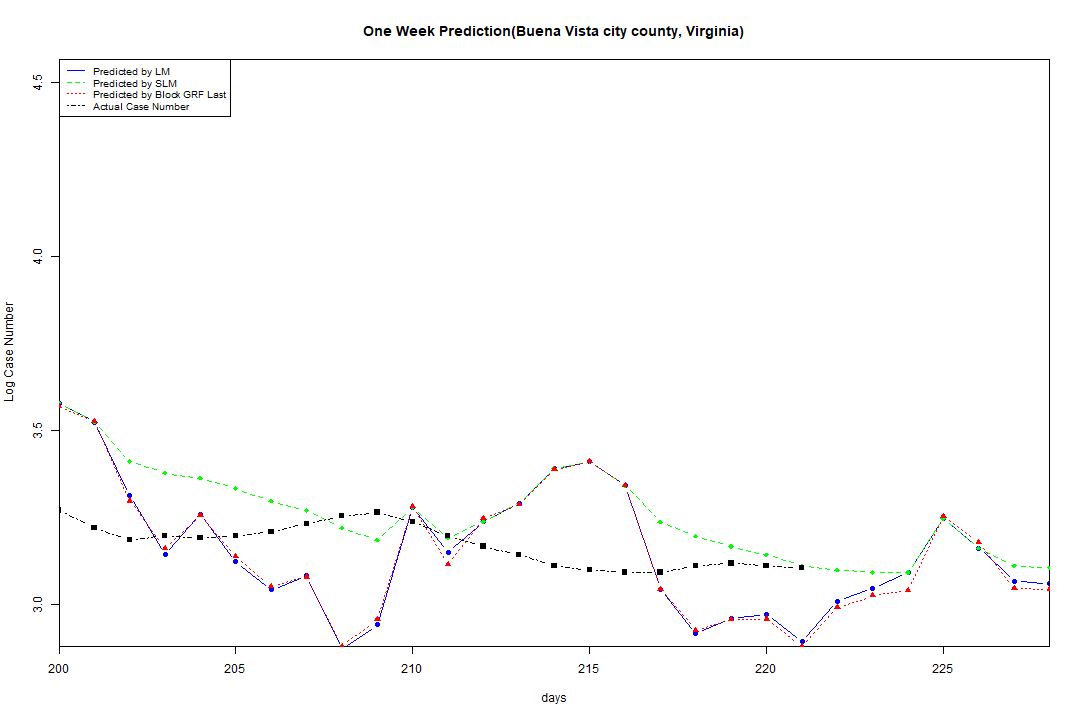 One Week Prediction(Buena Vista city county, Virginia)
Predicted by LM
Predicted by SLM
Predicted by Block GRF Last
Actual Case Number
4.5
4.0
3.5
3.0
Log Case Number
200 205 210 215 220 225
days